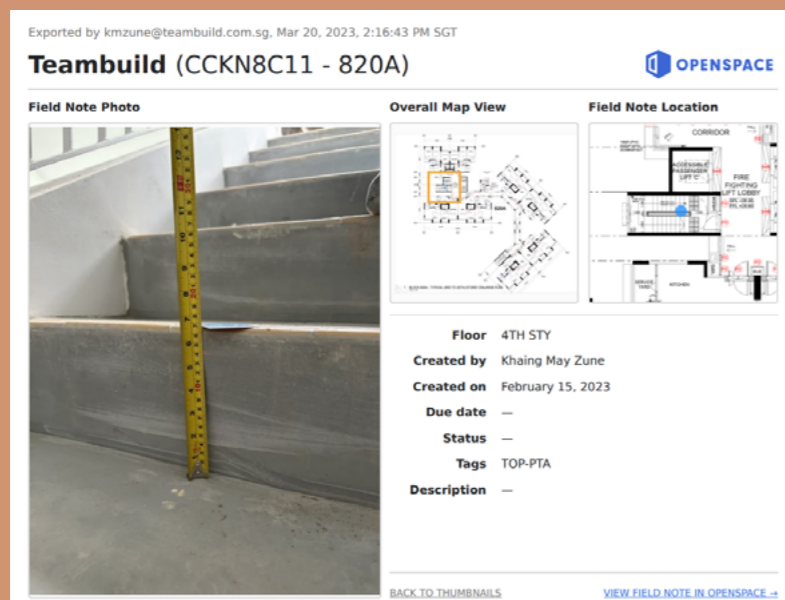 Exported by kmzune@teambuild.com.sg, Mar 20, 2023, 2:16:43 PM SGT
Teambuild (CCKN8C11 - 820A)
OPENSPACE
Field Note Photo
Overall Map View
Field Note Location
CORRIDOR
ACCESSIBLE
PASSENGER
LIFT 'C'
FIRE
FIGHTING
LIFT LOBBY
SERVICE
YARD
KITCHEN
Floor 4TH STY
Created by Khaing May Zune
Created on February 15, 2023
Due date —
Status —
Tags TOP-PTA
Description —
BACK TO THUMBNAILS
VIEW FIELD NOTE IN OPENSPACE →